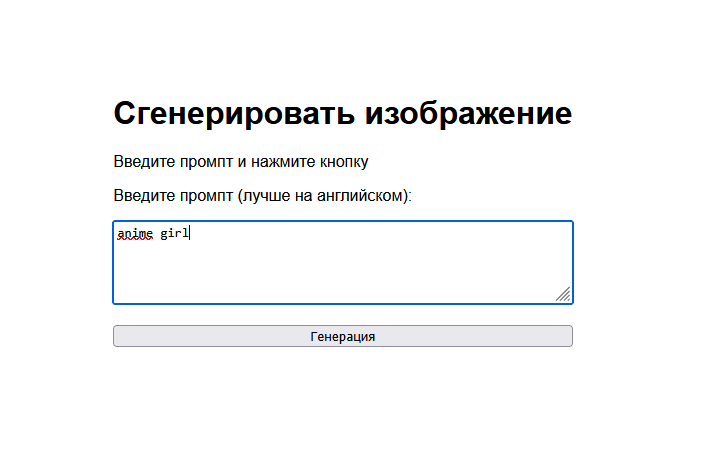 Сгенерировать изображение
Введите промпт и нажмите кнопку
Введите промпт (лучше на английском):
anime girl
Генерация